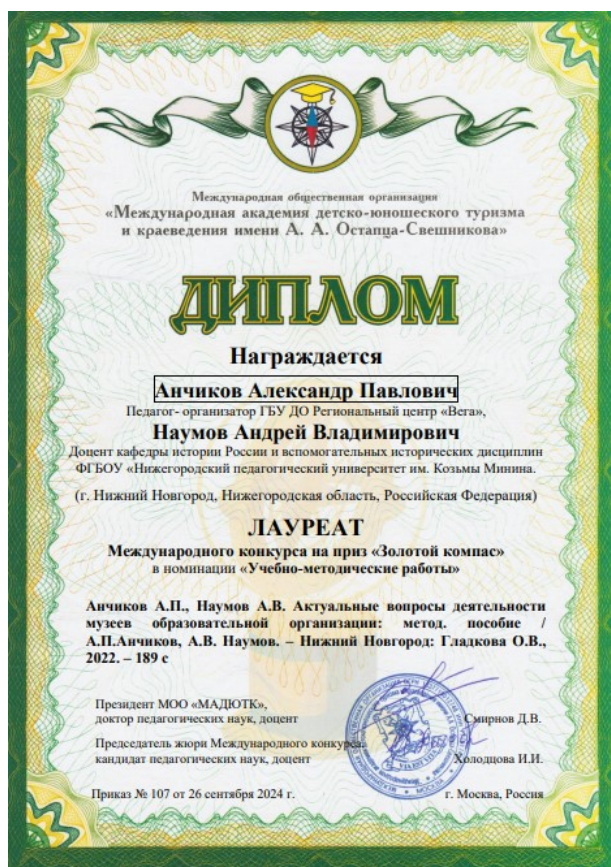 Международная общественная организация
«Международная академия детско-юношеского туризма
и краеведения имени А. А. Остапца-Свешникова»
ДИПЛОМ
Награждается
Анчиков Александр Павлович
Педагог- организатор ГБУ ДО Региональный центр «Вега»,
Наумов Андрей Владимирович
Доцент кафедры истории России и вспомогательных исторических дисциплин
ФГБОУ «Нижегородский педагогический университет им. Козьмы Минина.
(г. Нижний Новгород, Нижегородская область, Российская Федерация)
ЛАУРЕАТ
Международного конкурса на приз «Золотой компас»
в номинации «Учебно-методические работы»
Анчиков А.П., Наумов А.В. Актуальные вопросы деятельности
музеев образовательной организации: метод. пособие /
А.П.Анчиков, А.В. Наумов. – Нижний Новгород: Гладкова О.В.,
2022. – 189 с
Президент МОО «МАДЮТК»,
доктор педагогических наук, доцент Смирнов Д.В.
Председатель жюри Международного конкурса,
кандидат педагогических наук, доцент Холодцова И.И.
Приказ № 107 от 26 сентября 2024 г. г. Москва, Россия